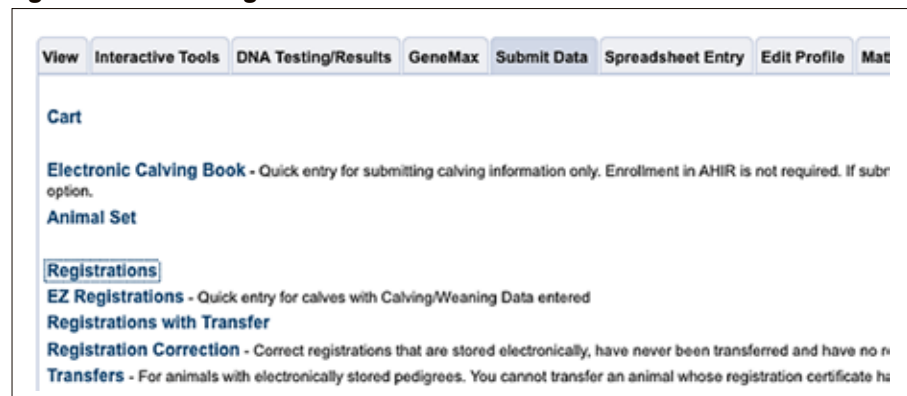 View Interactive Tools DNA Testing/Results GeneMax Submit Data Spreadsheet Entry Edit Profile
Cart
Electronic Calving Book - Quick entry for submitting calving information only. Enrollment in AHIR is not required. If
option.
Animal Set
Registrations
EZ Registrations - Quick entry for calves with Calving/Weaning Data entered
Registrations with Transfer
Registration Correction - Correct registrations that are stored electronically, have never been transferred and have no
Transfers - For animals with electronically stored pedigrees. You cannot transfer an animal whose registration certificate